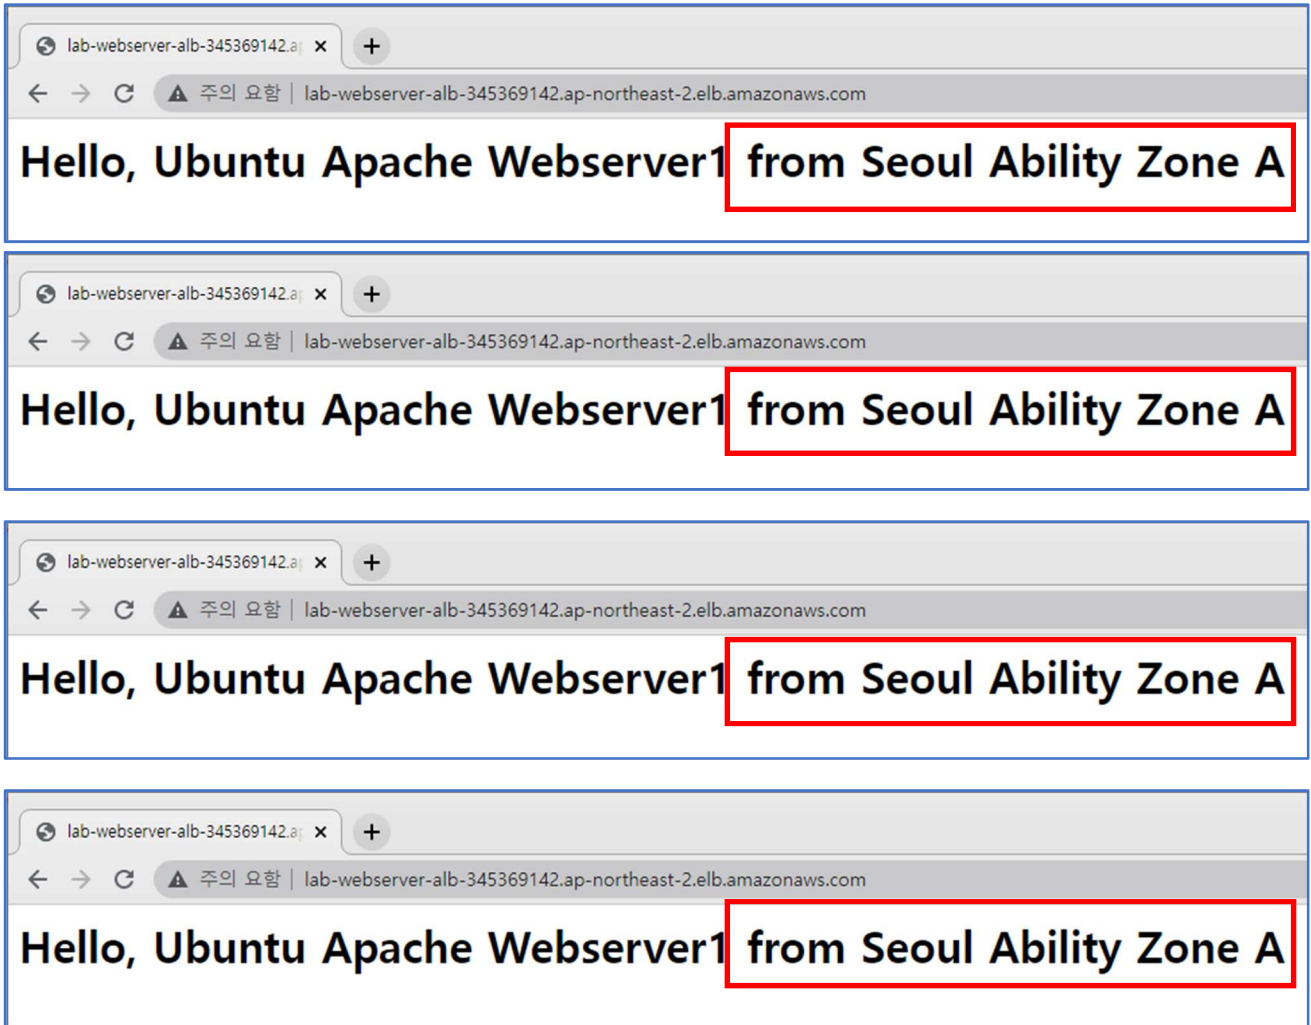 lab-webserver-alb-345369142.a
주의 요함 | lab-webserver-alb-345369142.ap-northeast-2.elb.amazonaws.com
Hello, Ubuntu Apache Webserver1 from Seoul Ability Zone A
lab-webserver-alb-345369142.a
주의 요함 | lab-webserver-alb-345369142.ap-northeast-2.elb.amazonaws.com
Hello, Ubuntu Apache Webserver1 from Seoul Ability Zone A
lab-webserver-alb-345369142.a
주의 요함 | lab-webserver-alb-345369142.ap-northeast-2.elb.amazonaws.com
Hello, Ubuntu Apache Webserver1 from Seoul Ability Zone A
lab-webserver-alb-345369142.a
주의 요함 | lab-webserver-alb-345369142.ap-northeast-2.elb.amazonaws.com
Hello, Ubuntu Apache Webserver1 from Seoul Ability Zone A